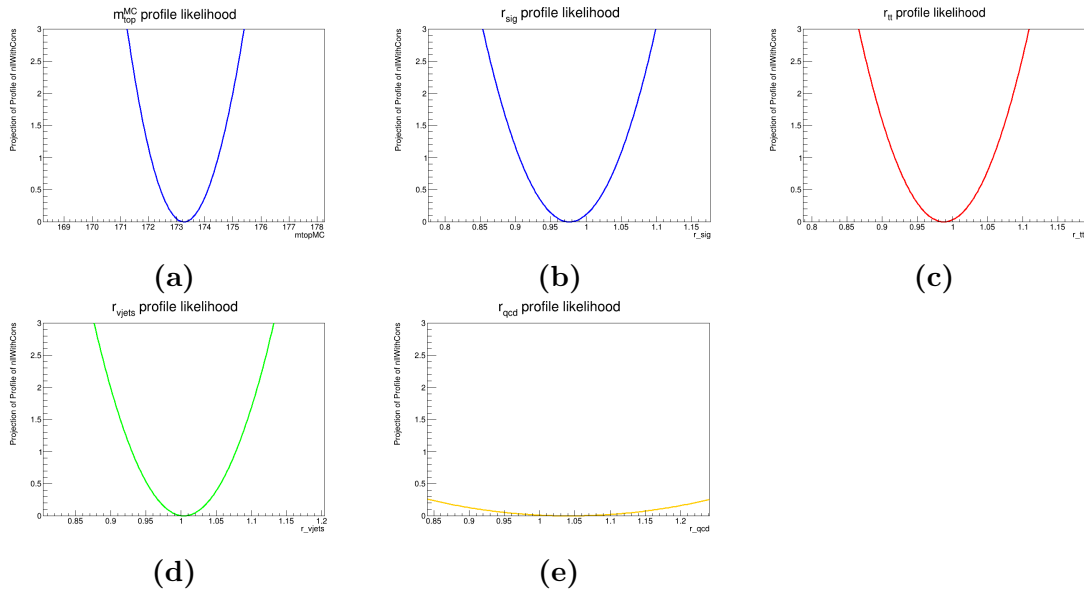 m_top^MC profile likelihood
Projection of Profile of nllWithCons
3
2.5
2
1.5
1
0.5
0
169 170 171 172 173 174 175 176 177 178
mtopMC
(a)
r_sig profile likelihood
Projection of Profile of nllWithCons
3
2.5
2
1.5
1
0.5
0
0.8 0.85 0.9 0.95 1 1.05 1.1 1.15
r_sig
(b)
r_tt profile likelihood
Projection of Profile of nllWithCons
3
2.5
2
1.5
1
0.5
0
0.8 0.85 0.9 0.95 1 1.05 1.1 1.15
r_tt
(c)
r_vjets profile likelihood
Projection of Profile of nllWithCons
3
2.5
2
1.5
1
0.5
0
0.85 0.9 0.95 1 1.05 1.1 1.15 1.2
r_vjets
(d)
r_qcd profile likelihood
Projection of Profile of nllWithCons
3
2.5
2
1.5
1
0.5
0
0.85 0.9 0.95 1 1.05 1.1 1.15 1.2
r_qcd
(e)